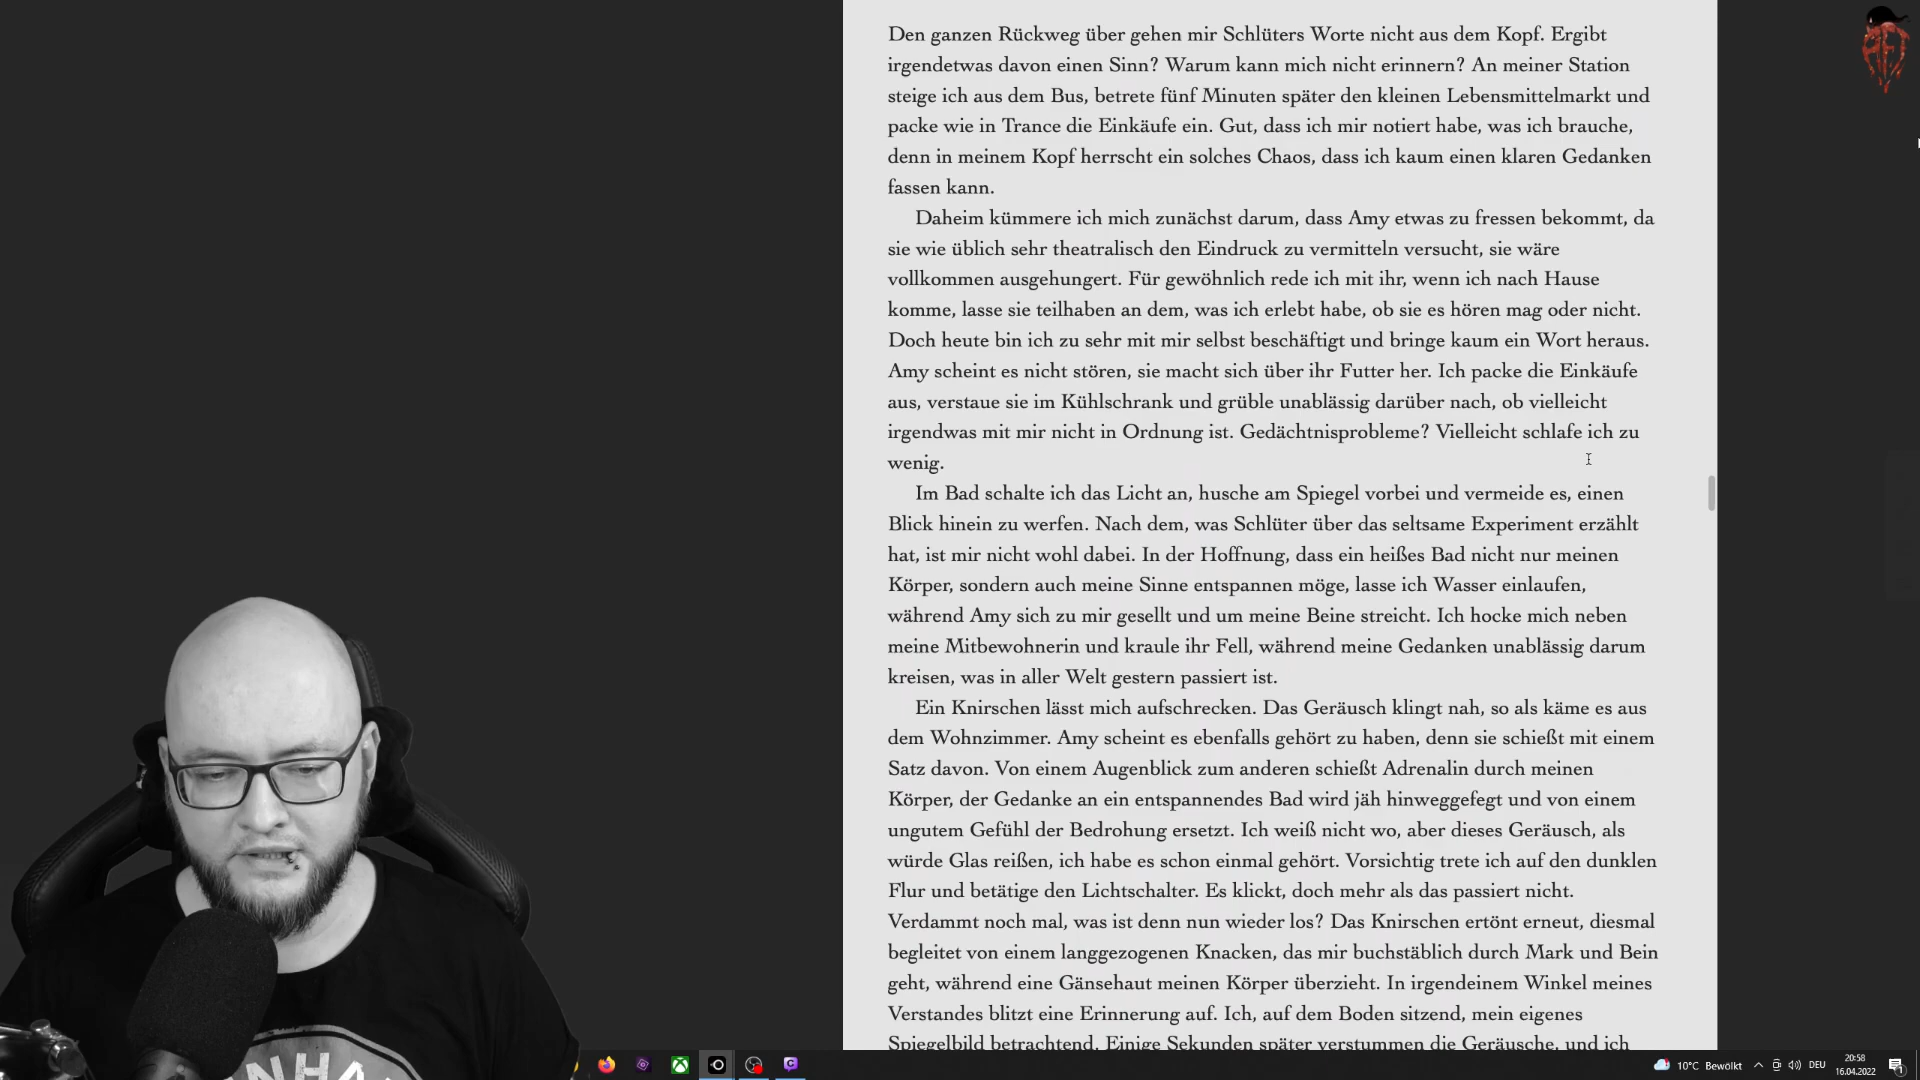 Den ganzen Rückweg über gehen mir Schlüters Worte nicht aus dem Kopf. Ergibt
irgendetwas davon einen Sinn? Warum kann mich nicht erinnern? An meiner Station
steige ich aus dem Bus, betrete fünf Minuten später den kleinen Lebensmittelmarkt und
packe wie in Trance die Einkäufe ein. Gut, dass ich mir notiert habe, was ich brauche,
denn in meinem Kopf herrscht ein solches Chaos, dass ich kaum einen klaren Gedanken
fassen kann.
Daheim kümmere ich mich zunächst darum, dass Amy etwas zu fressen bekommt, da
sie wie üblich sehr theatralisch den Eindruck zu vermitteln versucht, sie wäre
vollkommen ausgehungert. Für gewöhnlich rede ich mit ihr, wenn ich nach Hause
komme, lasse sie teilhaben an dem, was ich erlebt habe, ob sie es hören mag oder nicht.
Doch heute bin ich zu sehr mit mir selbst beschäftigt und bringe kaum ein Wort heraus.
Amy scheint es nicht stören, sie macht sich über ihr Futter her. Ich packe die Einkäufe
aus, verstaue sie im Kühlschrank und grüble unablässig darüber nach, ob vielleicht
irgendwas mit mir nicht in Ordnung ist. Gedächtnisprobleme? Vielleicht schlafe ich zu
wenig.
Im Bad schalte ich das Licht an, husche am Spiegel vorbei und vermeide es, einen
Blick hinein zu werfen. Nach dem, was Schlüter über das seltsame Experiment erzählt
hat, ist mir nicht wohl dabei. In der Hoffnung, dass ein heißes Bad nicht nur meinen
Körper, sondern auch meine Sinne entspannen möge, lasse ich Wasser einlaufen,
während Amy sich zu mir gesellt und um meine Beine streicht. Ich hocke mich neben
meine Mitbewohnerin und kraule ihr Fell, während meine Gedanken unablässig darum
kreisen, was in aller Welt gestern passiert ist.
Ein Knirschen lässt mich aufschrecken. Das Geräusch klingt nah, so als käme es aus
dem Wohnzimmer. Amy scheint es ebenfalls gehört zu haben, denn sie schießt mit einem
Satz davon. Von einem Augenblick zum anderen schießt Adrenalin durch meinen
Körper, der Gedanke an ein entspannendes Bad wird jäh hinweggefegt und von einem
ungutem Gefühl der Bedrohung ersetzt. Ich weiß nicht wo, aber dieses Geräusch, als
würde Glas reißen, ich habe es schon einmal gehört. Vorsichtig trete ich auf den dunklen
Flur und betätige den Lichtschalter. Es klickt, doch mehr als das passiert nicht.
Verdammt noch mal, was ist denn nun wieder los? Das Knirschen ertönt erneut, diesmal
begleitet von einem langgezogenen Knacken, das mir buchstäblich durch Mark und Bein
geht, während eine Gänsehaut meinen Körper überzieht. In irgendeinem Winkel meines
Verstandes blitzt eine Erinnerung auf. Ich, auf dem Boden sitzend, mein eigenes
Spiegelbild betrachtend. Einige Sekunden später verstummen die Geräusche, und ich
10°C Bewölkt
DEU
20:58
16.04.2022